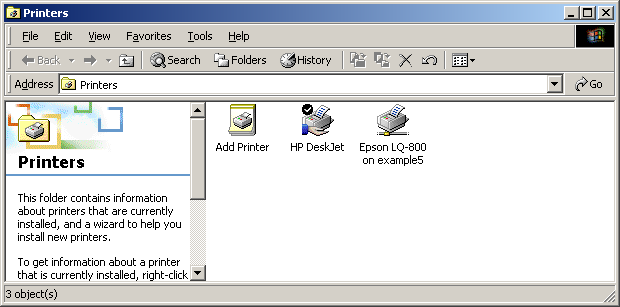 Printers
File Edit View Favorites Tools Help
Back Search Folders History
Address Printers Go
Printers
This folder contains information
about printers that are currently
installed, and a wizard to help you
install new printers.
To get information about a printer
that is currently installed, right-click
Add Printer
HP DeskJet
Epson LQ-800
on example5
3 object(s)